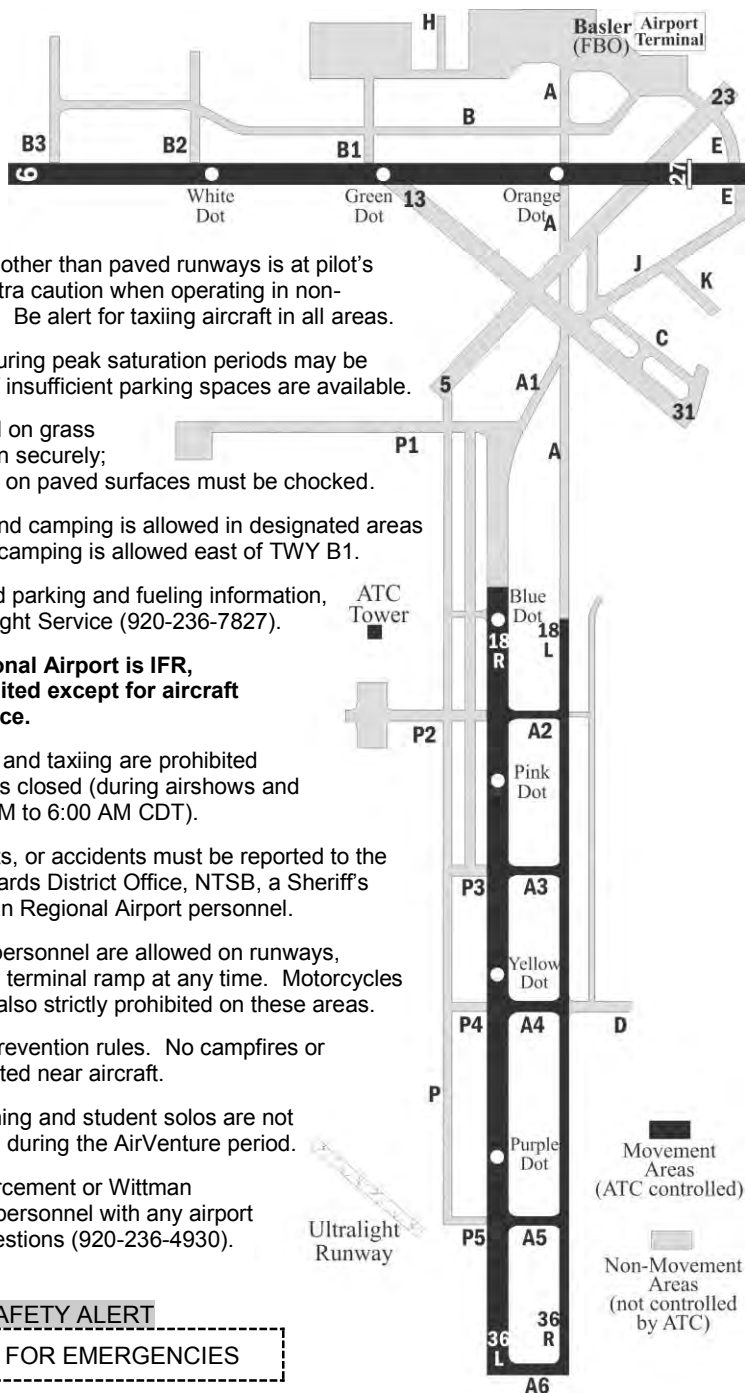 H
Basler
(FBO)
Airport
Terminal
A
23
B
B3
B2
B1
E
6
27
White
Dot
Green
Dot
13
Orange
Dot
A
E
other than paved runways is at pilot's
tra caution when operating in non-
Be alert for taxiing aircraft in all areas.
J
K
C
uring peak saturation periods may be
insufficient parking spaces are available.
5
A1
31
d on grass
n securely;
on paved surfaces must be chocked.
P1
A
nd camping is allowed in designated areas
camping is allowed east of TWY B1.
d parking and fueling information,
ght Service (920-236-7827).
ATC
Tower
Blue
Dot
18
R
18
L
onal Airport is IFR,
ited except for aircraft
ce.
P2
A2
and taxiing are prohibited
s closed (during airshows and
PM to 6:00 AM CDT).
Pink
Dot
ts, or accidents must be reported to the
ards District Office, NTSB, a Sheriff's
n Regional Airport personnel.
P3
A3
personnel are allowed on runways,
terminal ramp at any time. Motorcycles
also strictly prohibited on these areas.
Yellow
Dot
P4
A4
D
revention rules. No campfires or
ted near aircraft.
P
ning and student solos are not
during the AirVenture period.
Purple
Dot
Movement
Areas
(ATC controlled)
rcement or Wittman
personnel with any airport
estions (920-236-4930).
Ultralight
Runway
P5
A5
Non-Movement
Areas
(not controlled
by ATC)
AFETY ALERT
FOR EMERGENCIES
36
L
36
R
A6